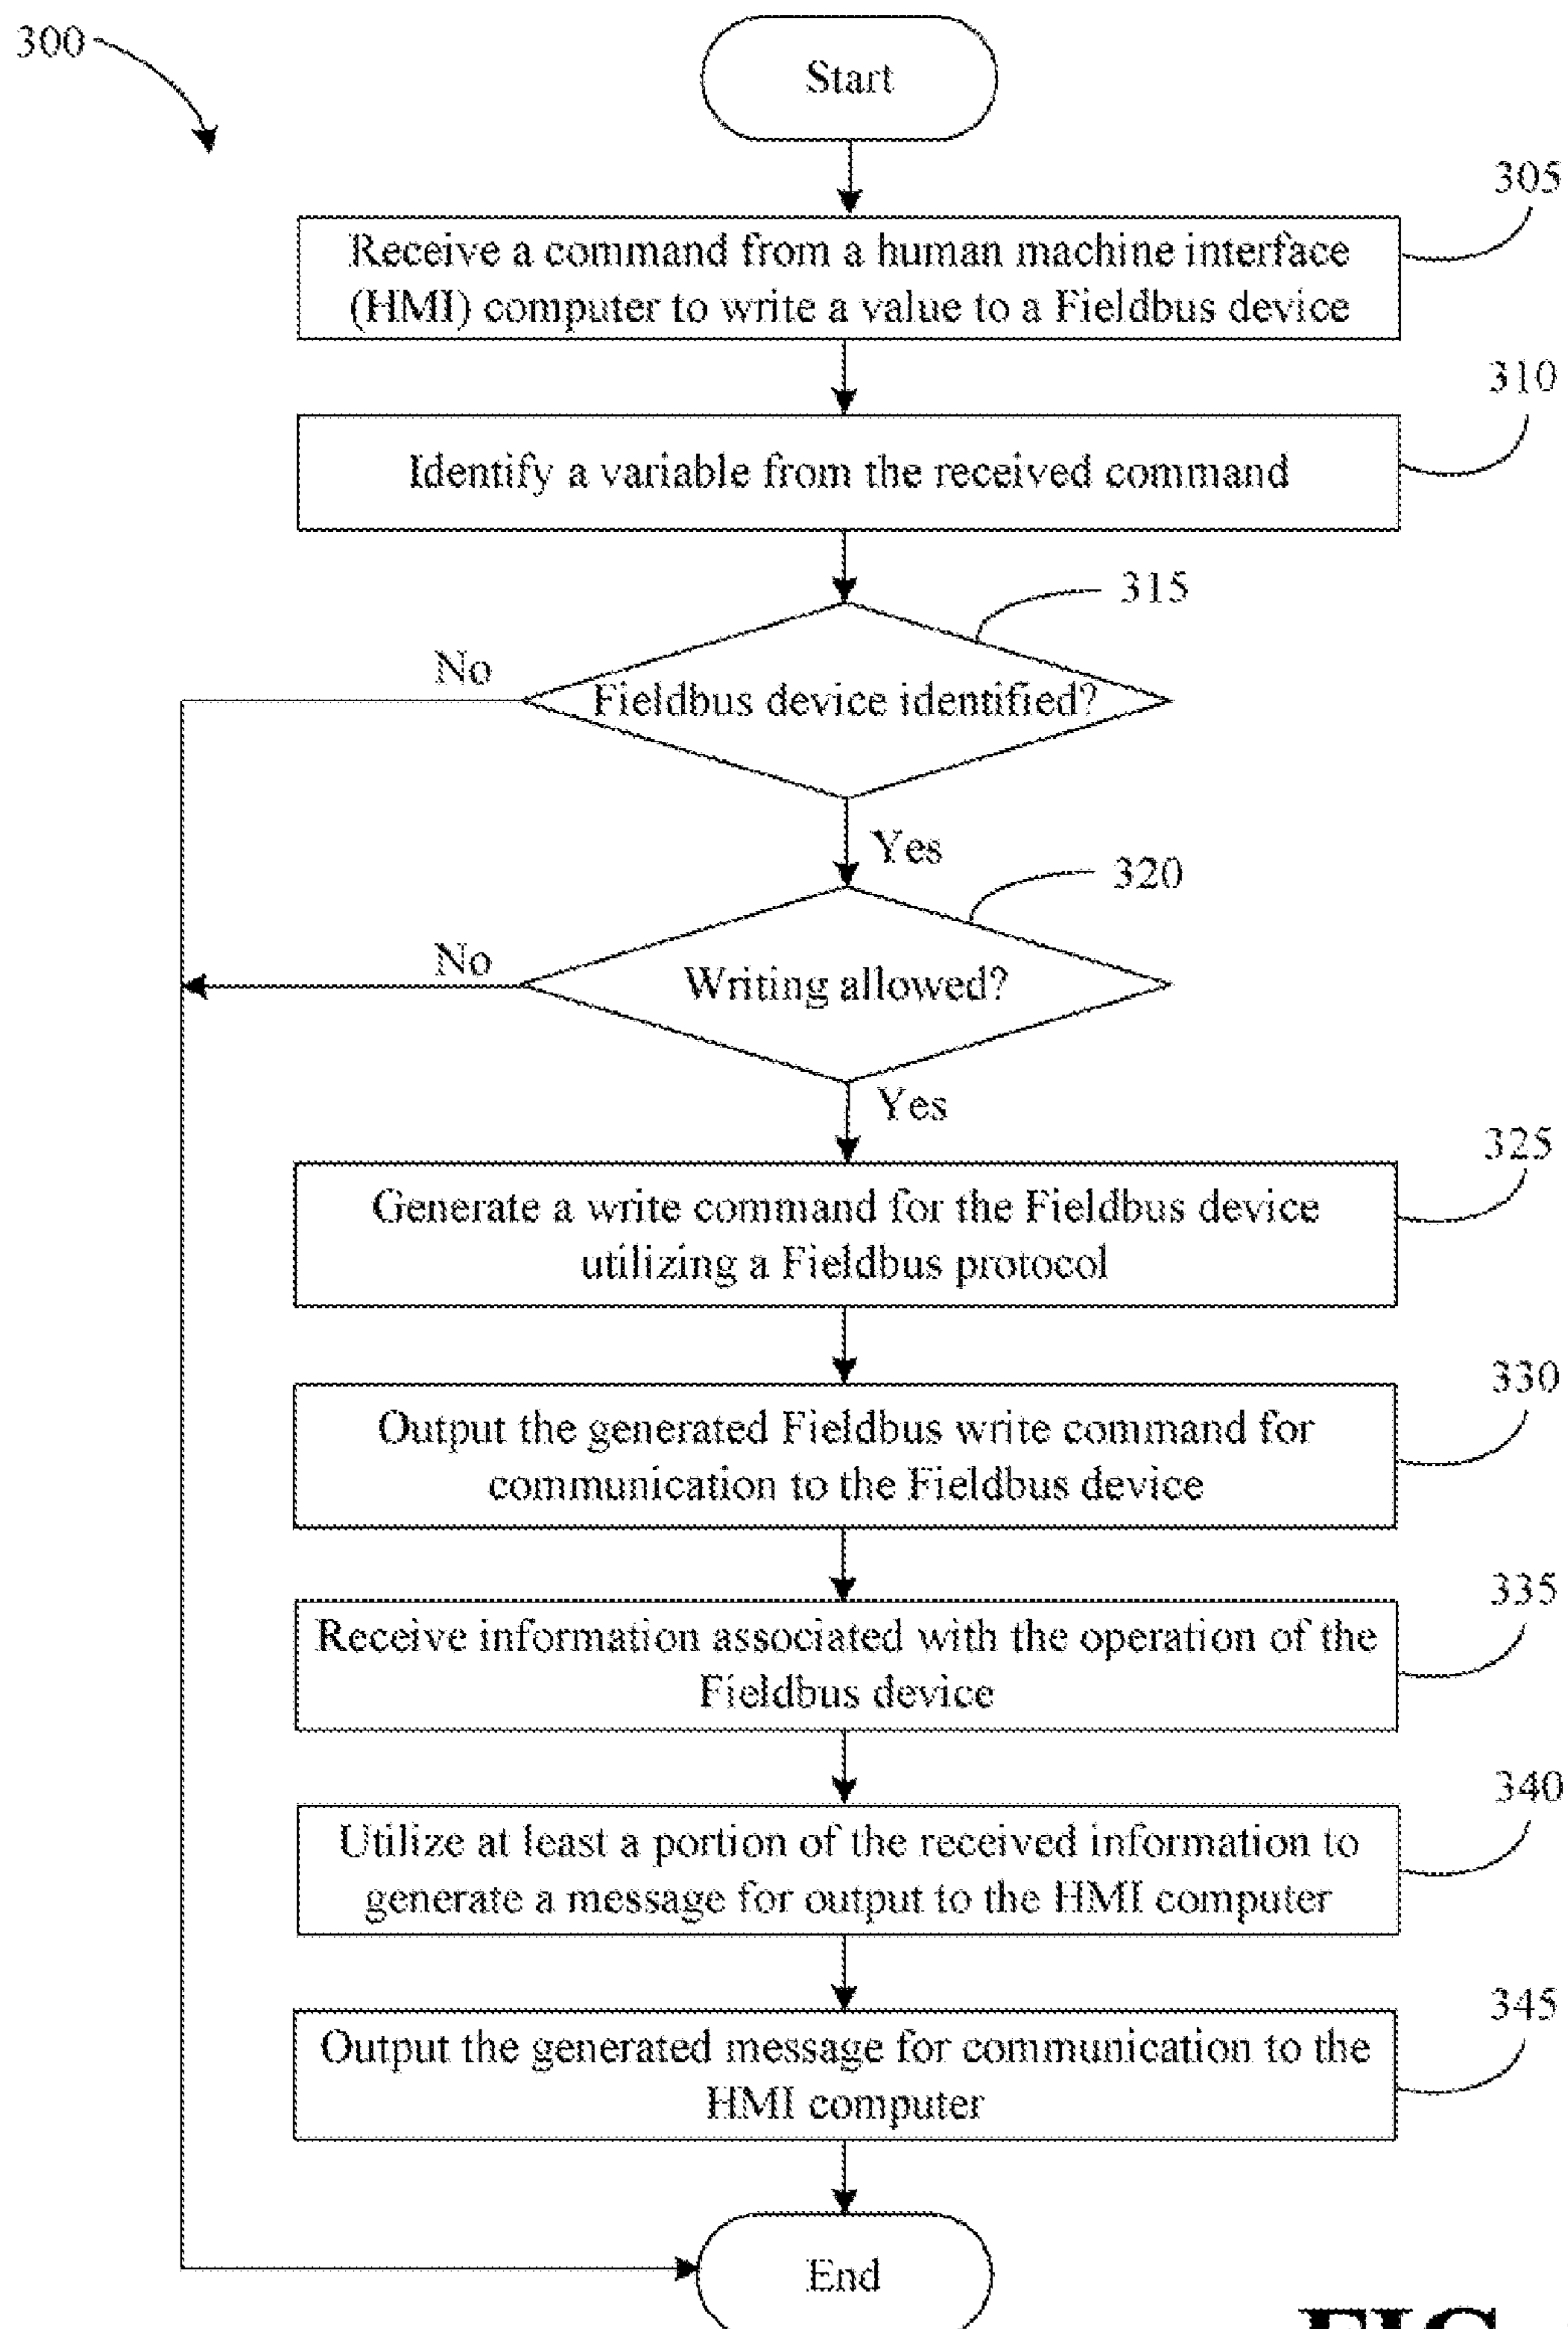 300
Start
305
Receive a command from a human machine interface
(HMI) computer to write a value to a Fieldbus device
310
Identify a variable from the received command
315
No
Fieldbus device identified?
Yes
320
No
Writing allowed?
Yes
325
Generate a write command for the Fieldbus device
utilizing a Fieldbus protocol
330
Output the generated Fieldbus write command for
communication to the Fieldbus device
335
Receive information associated with the operation of the
Fieldbus device
340
Utilize at least a portion of the received information to
generate a message for output to the HMI computer
345
Output the generated message for communication to the
HMI computer
End